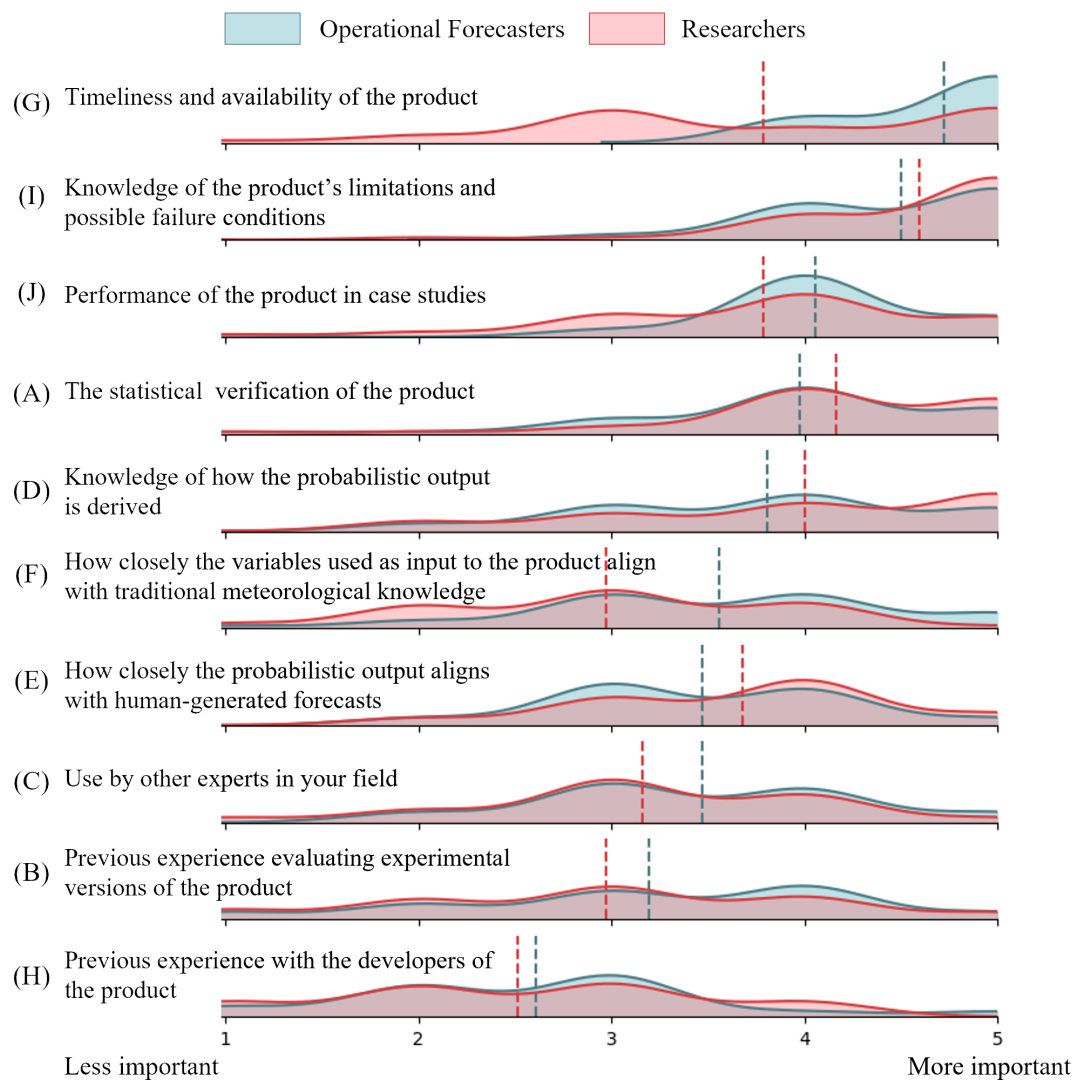 Operational Forecasters Researchers
(G) Timeliness and availability of the product
(I) Knowledge of the product’s limitations and
possible failure conditions
(J) Performance of the product in case studies
(A) The statistical verification of the product
(D) Knowledge of how the probabilistic output
is derived
(F) How closely the variables used as input to the product align
with traditional meteorological knowledge
(E) How closely the probabilistic output aligns
with human-generated forecasts
(C) Use by other experts in your field
(B) Previous experience evaluating experimental
versions of the product
(H) Previous experience with the developers of
the product
1 2 3 4 5
Less important More important